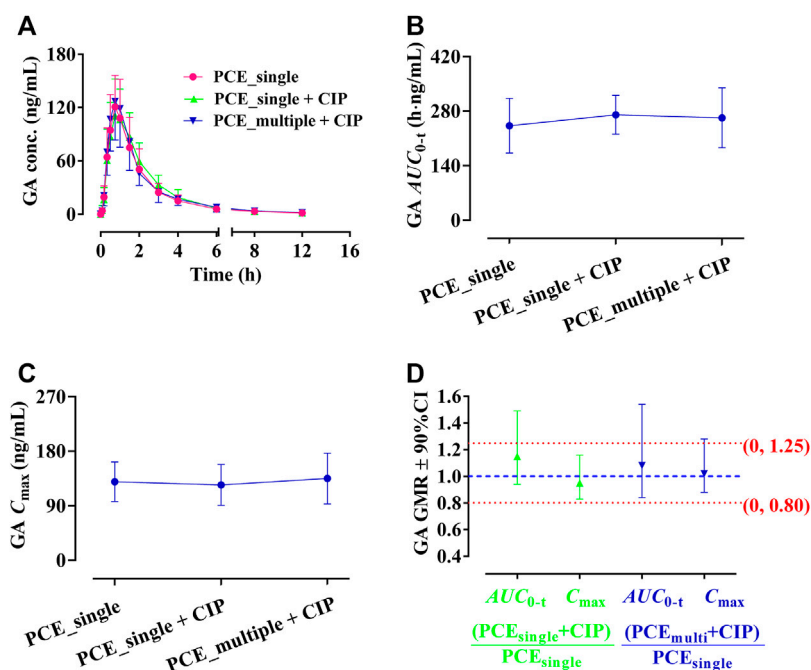 A
GA conc. (ng/mL)
180
120
60
0
0
2
4
6
8
12
16
Time (h)
PCE_single
PCE_single + CIP
PCE_multiple + CIP
B
GA AUC0-t (h·ng/mL)
420
280
140
0
PCE_single
PCE_single + CIP
PCE_multiple + CIP
C
GA Cmax (ng/mL)
270
180
90
0
PCE_single
PCE_single + CIP
PCE_multiple + CIP
D
GA GMR ± 90%CI
1.6
1.4
1.2
1.0
0.8
0.6
0.4
(0, 1.25)
(0, 0.80)
AUC0-t Cmax AUC0-t Cmax
(PCEsingle+CIP) (PCEmulti+CIP)
PCEsingle PCEsingle